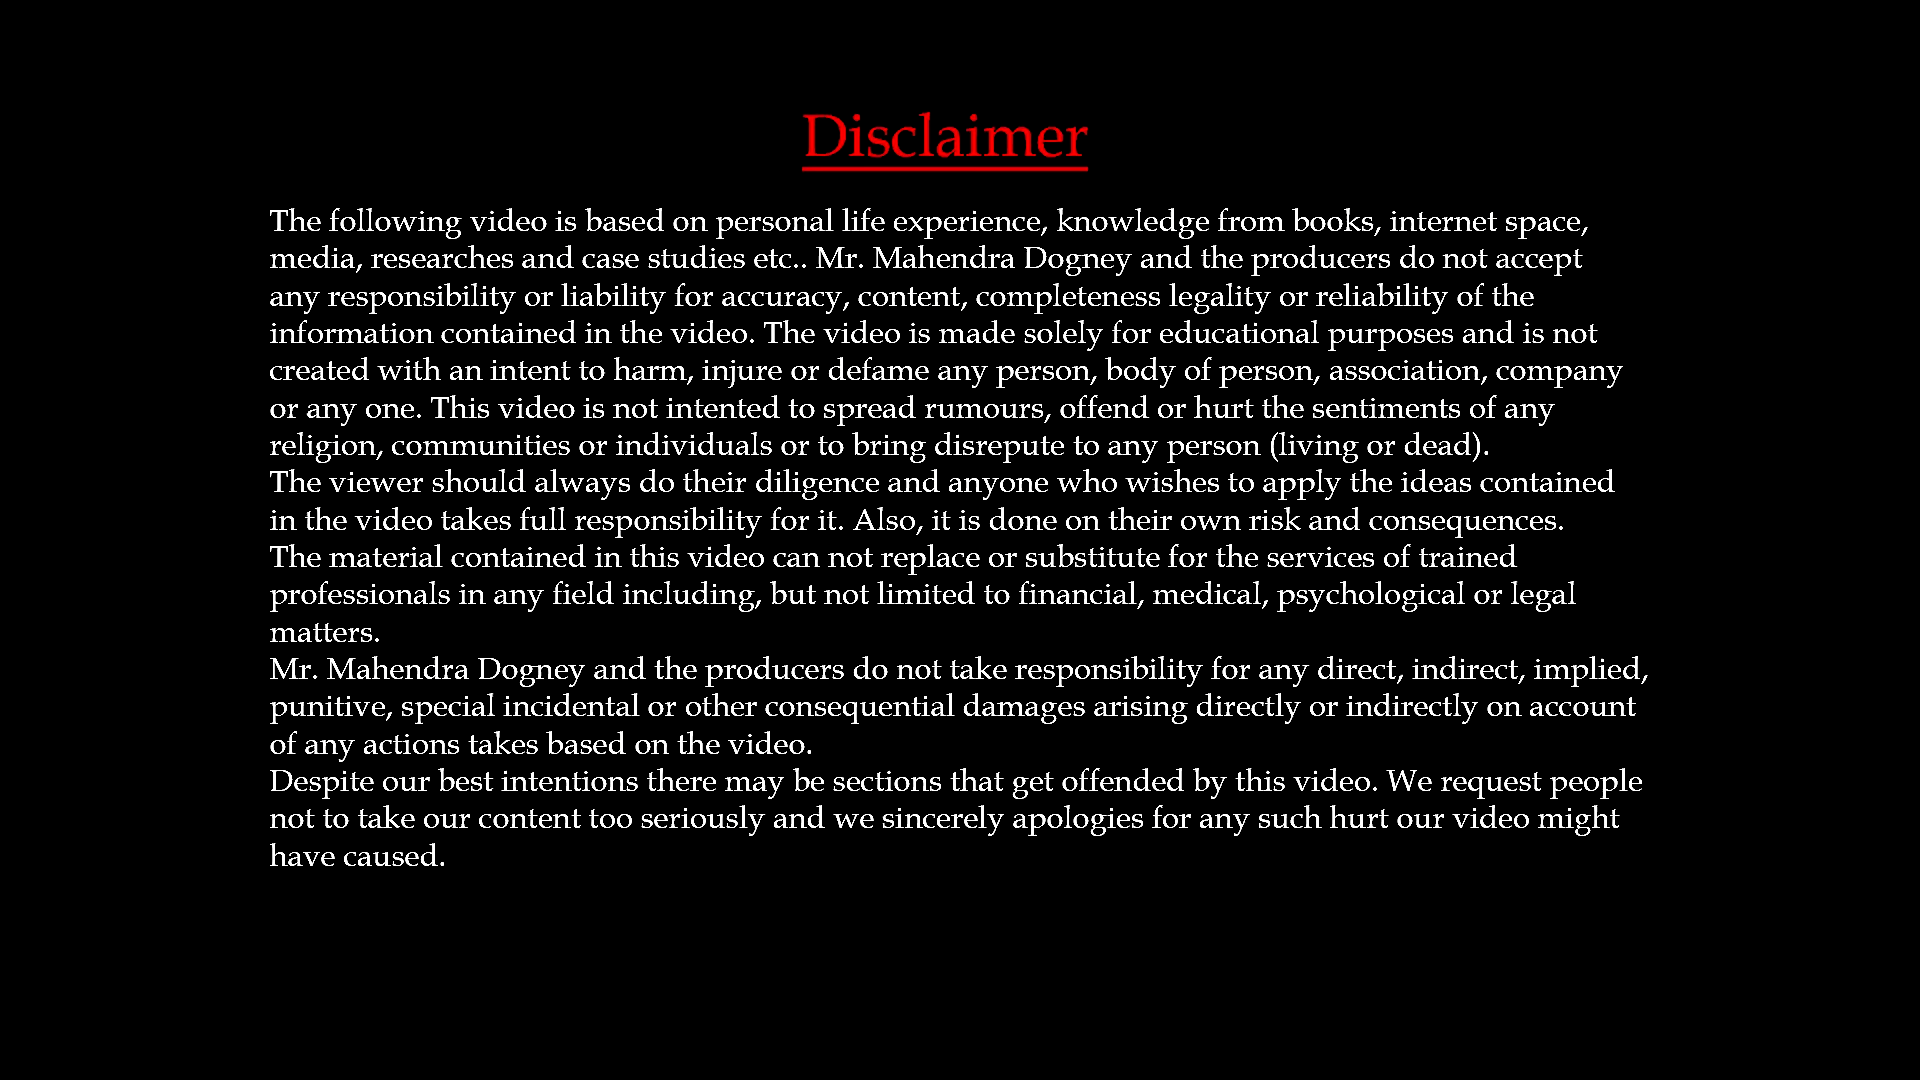 Disclaimer
The following video is based on personal life experience, knowledge from books, internet space,
media, researches and case studies etc.. Mr. Mahendra Dogney and the producers do not accept
any responsibility or liability for accuracy, content, completeness legality or reliability of the
information contained in the video. The video is made solely for educational purposes and is not
created with an intent to harm, injure or defame any person, body of person, association, company
or any one. This video is not intented to spread rumours, offend or hurt the sentiments of any
religion, communities or individuals or to bring disrepute to any person (living or dead).
The viewer should always do their diligence and anyone who wishes to apply the ideas contained
in the video takes full responsibility for it. Also, it is done on their own risk and consequences.
The material contained in this video can not replace or substitute for the services of trained
professionals in any field including, but not limited to financial, medical, psychological or legal
matters.
Mr. Mahendra Dogney and the producers do not take responsibility for any direct, indirect, implied,
punitive, special incidental or other consequential damages arising directly or indirectly on account
of any actions takes based on the video.
Despite our best intentions there may be sections that get offended by this video. We request people
not to take our content too seriously and we sincerely apologies for any such hurt our video might
have caused.